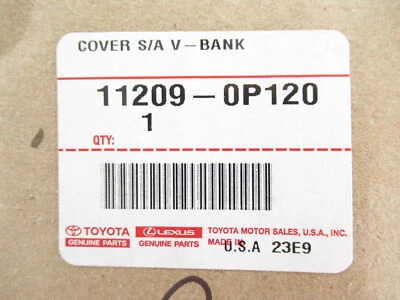 COVER S/A V-BANK
11209-0P120
1
QTY:
TOYOTA LEXUS TOYOTA MOTOR SALES, U.S.A., INC.
GENUINE PARTS GENUINE PARTS MADE IN U.S.A 23E9